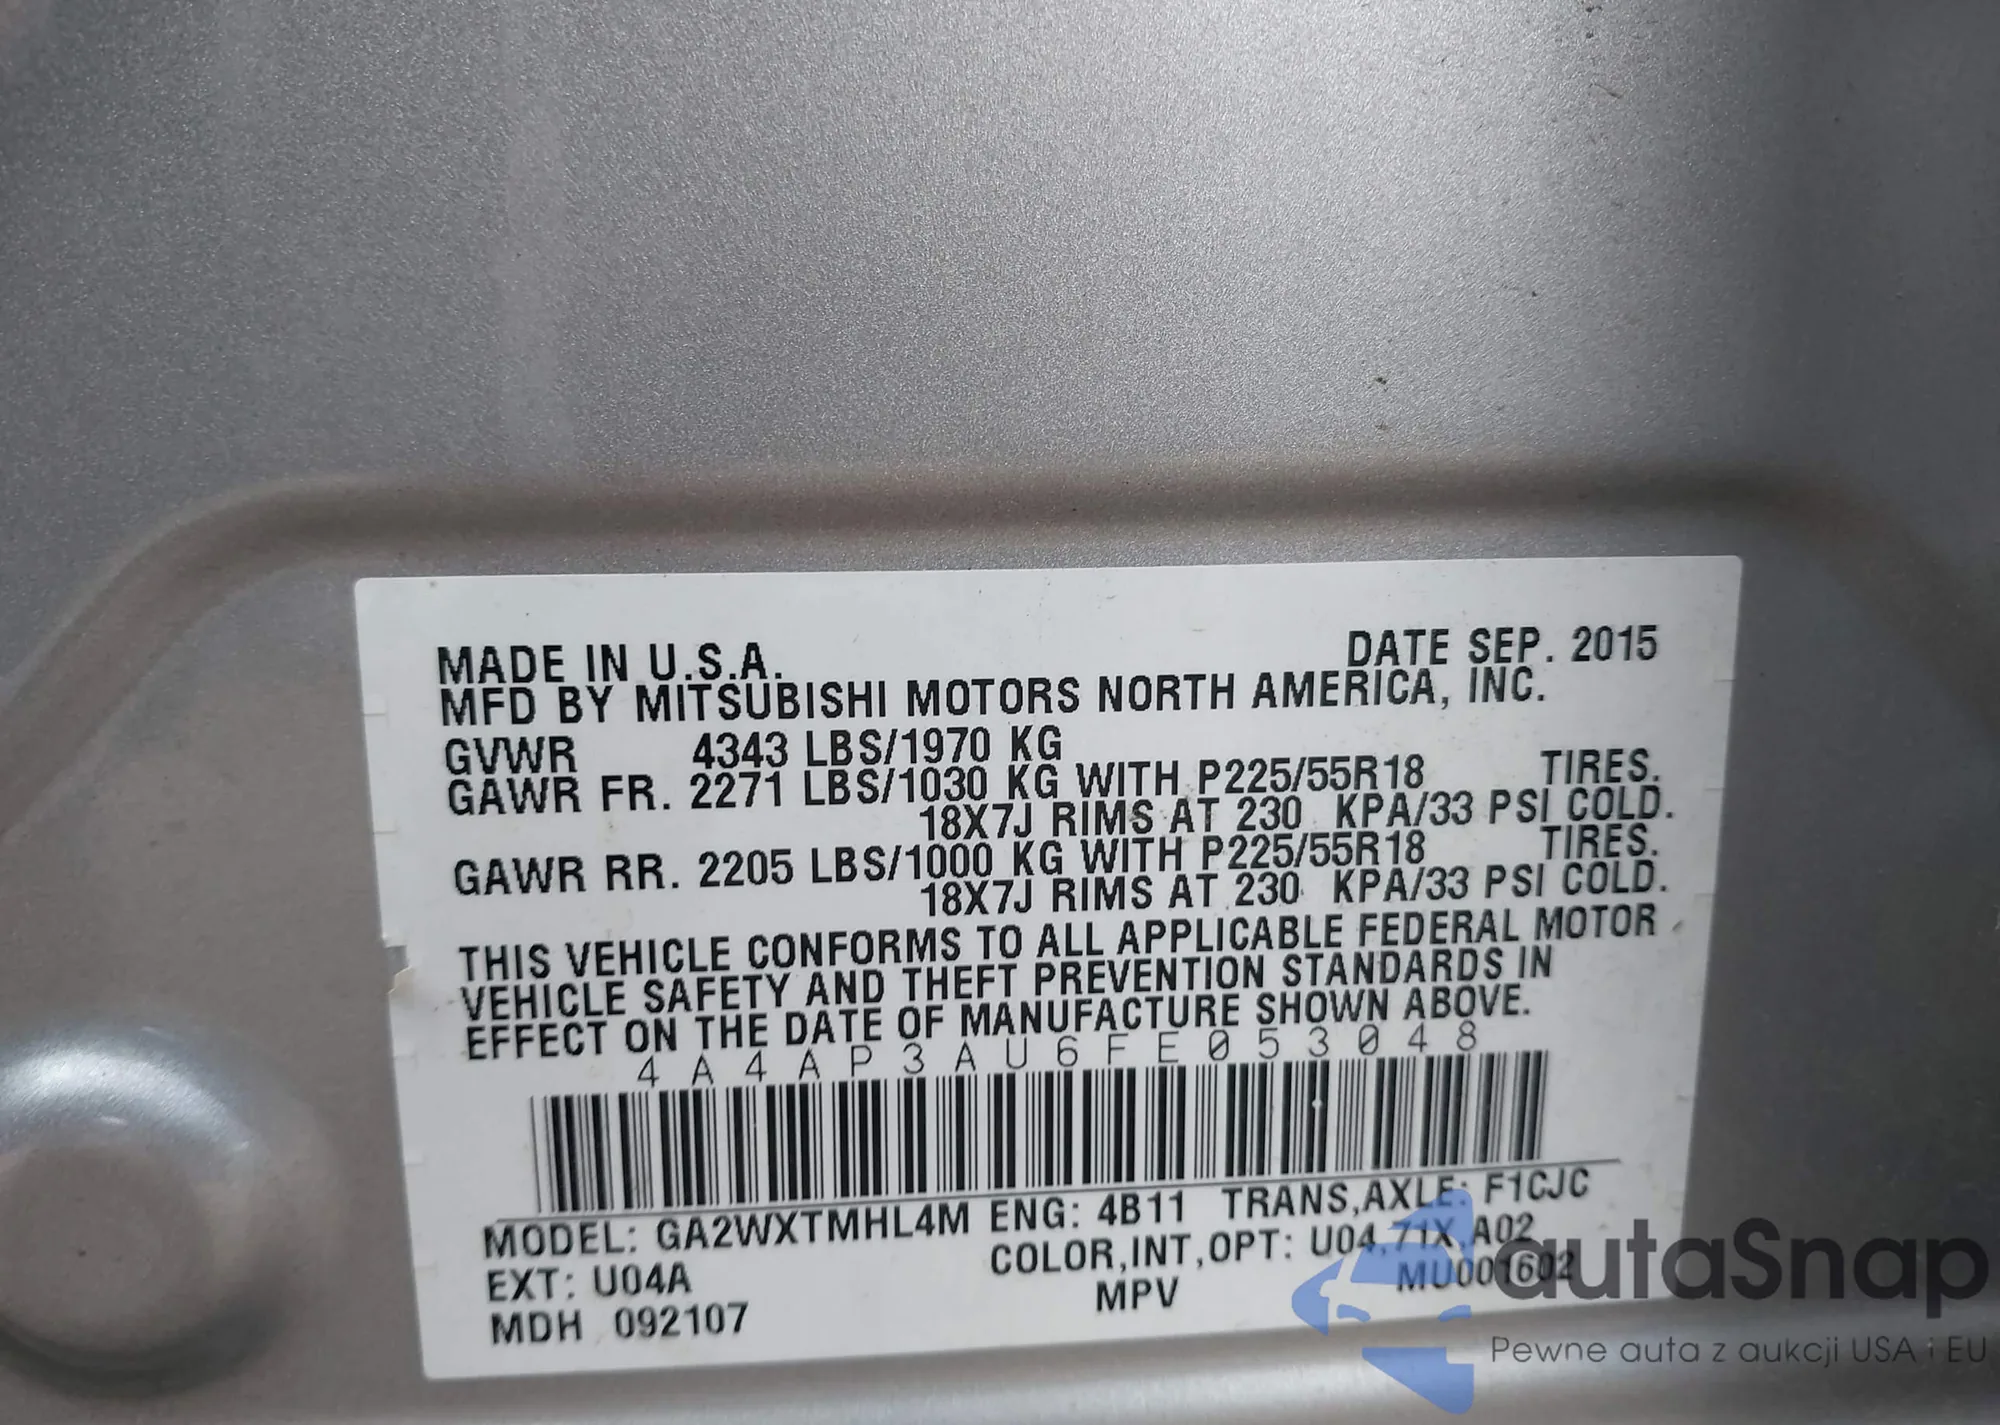 MADE IN U.S.A. DATE SEP. 2015
MFD BY MITSUBISHI MOTORS NORTH AMERICA, INC.
GVWR 4343 LBS/1970 KG
GAWR FR. 2271 LBS/1030 KG WITH P225/55R18 TIRES.
18X7J RIMS AT 230 KPA/33 PSI COLD.
GAWR RR. 2205 LBS/1000 KG WITH P225/55R18 TIRES.
18X7J RIMS AT 230 KPA/33 PSI COLD.
THIS VEHICLE CONFORMS TO ALL APPLICABLE FEDERAL MOTOR
VEHICLE SAFETY AND THEFT PREVENTION STANDARDS IN
EFFECT ON THE DATE OF MANUFACTURE SHOWN ABOVE.
4A4AP3AU6FE053048
MODEL: GA2WXTMHL4M ENG: 4B11 TRANS,AXLE: F1CJC
EXT: U04A COLOR,INT,OPT: U04,71X,A02
MDH 092107 MPV MU001602
autaSnap
Pewne auta z aukcji USA i EU